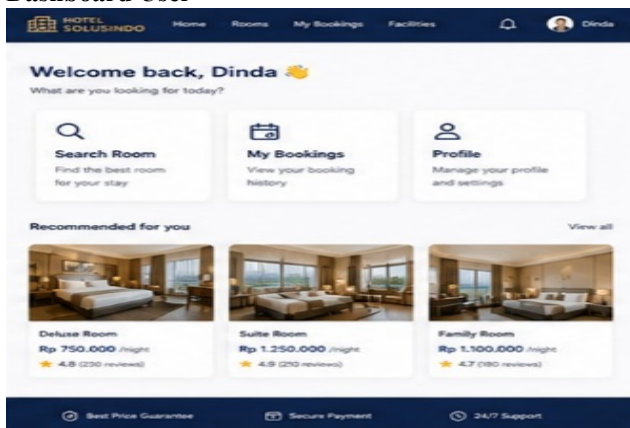 Dashboard User
HOTEL
SOLUSINDO
Home Rooms My Bookings Facilities Dinda
Welcome back, Dinda 👋
What are you looking for today?
Search Room My Bookings Profile
Find the best room View your booking Manage your profile
for your stay history and settings
Recommended for you View all
Deluxe Room Suite Room Family Room
Rp 750.000 /night Rp 1.250.000 /night Rp 1.100.000 /night
4.8 (230 reviews) 4.9 (210 reviews) 4.7 (180 reviews)
Best Price Guarantee Secure Payment 24/7 Support